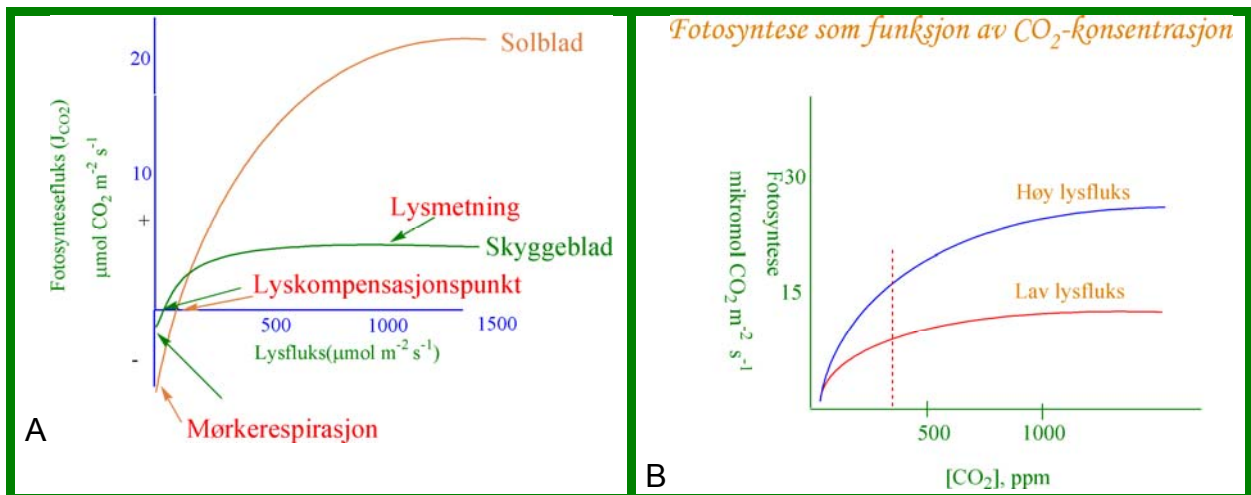 20
Solblad
Fotosyntesefluks (J_CO2)
μmol CO2 m-2 s-1
10
Lysmetning
+
Skyggeblad
Lyskompensasjonspunkt
500
1000
1500
-
Lysfluks(μmol m-2 s-1)
Mørkerespirasjon
A
Fotosyntese som funksjon av CO2-konsentrasjon
30
Fotosyntese
mikromol CO2 m-2 s-1
Høy lysfluks
15
Lav lysfluks
500
1000
[CO2], ppm
B